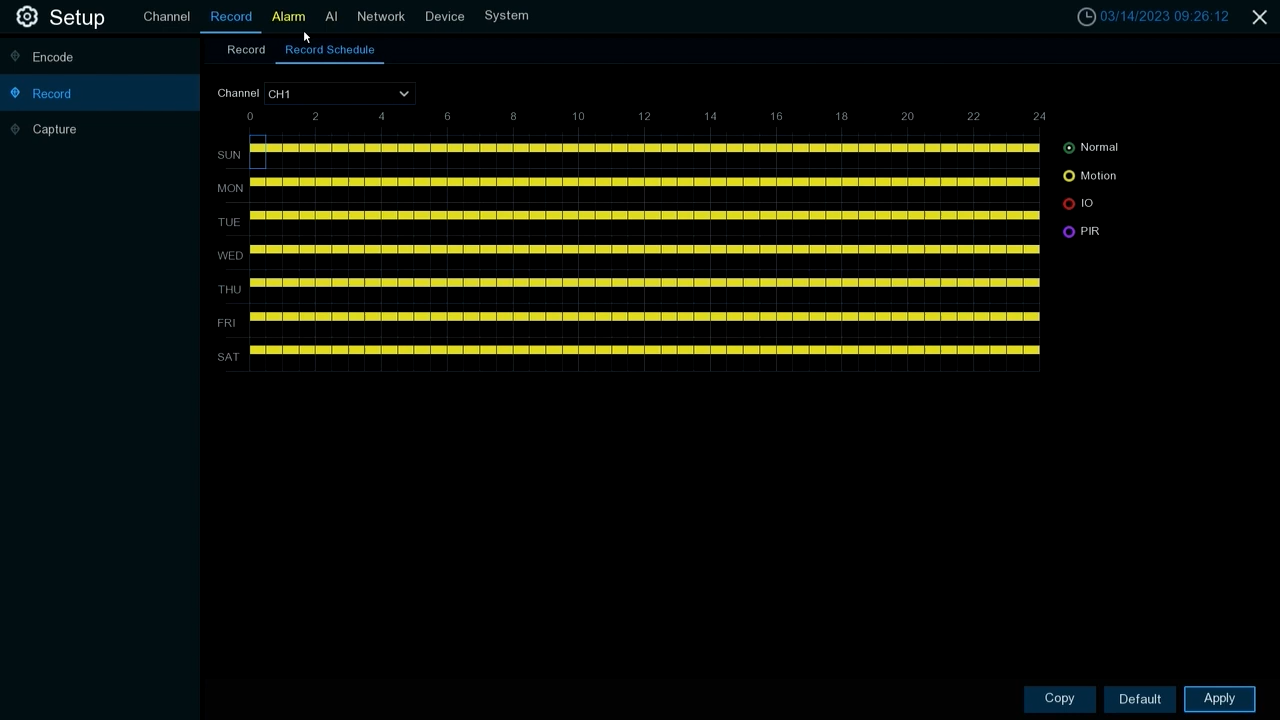 Setup Channel Record Alarm AI Network Device System 03/14/2023 09:26:12
Encode
Record
Capture
Record Record Schedule
Channel CH1
0 2 4 6 8 10 12 14 16 18 20 22 24
SUN
MON
TUE
WED
THU
FRI
SAT
Normal
Motion
IO
PIR
Copy Default Apply